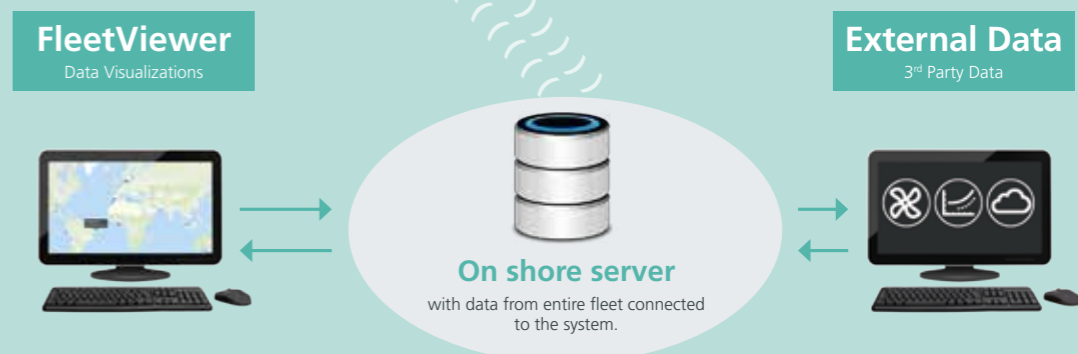 FleetViewer
Data Visualizations
External Data
3rd Party Data
On shore server
with data from entire fleet connected
to the system.